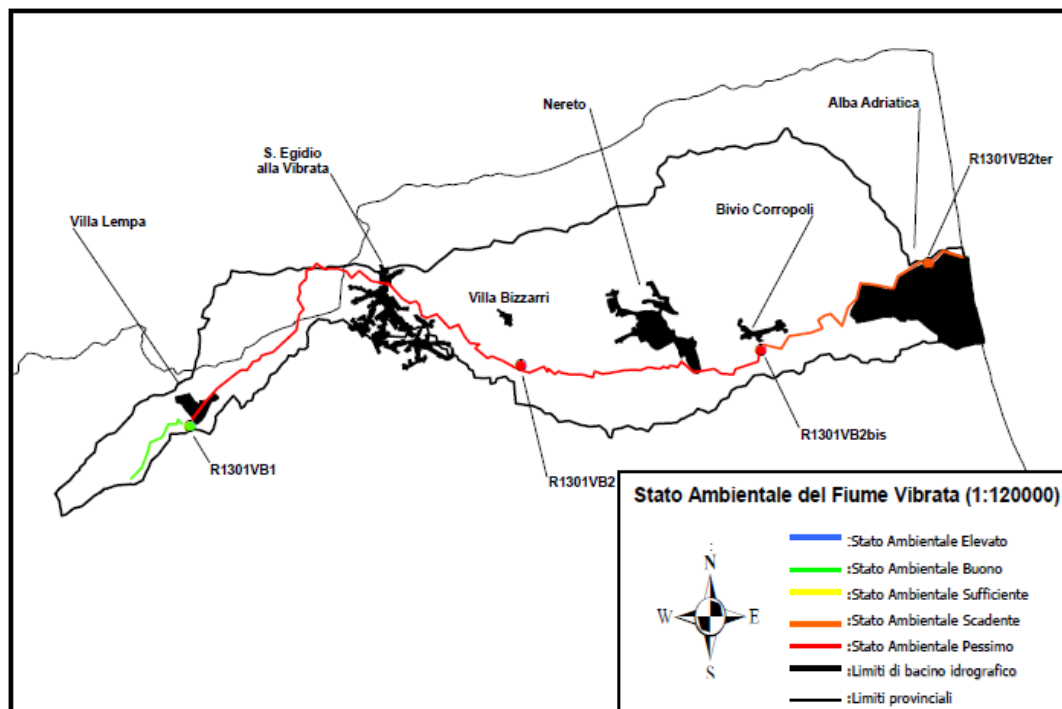 Nereto
Alba Adriatica
S. Egidio
alla Vibrata
R1301VB2ter
Villa Lempa
Bivio Corropoli
Villa Bizzarri
R1301VB1
R1301VB2
R1301VB2bis
Stato Ambientale del Fiume Vibrata (1:120000)
:
N
W
E
S
:Stato Ambientale Elevato
:Stato Ambientale Buono
:Stato Ambientale Sufficiente
:Stato Ambientale Scadente
:Stato Ambientale Pessimo
:Limiti di bacino idrografico
:Limiti provinciali